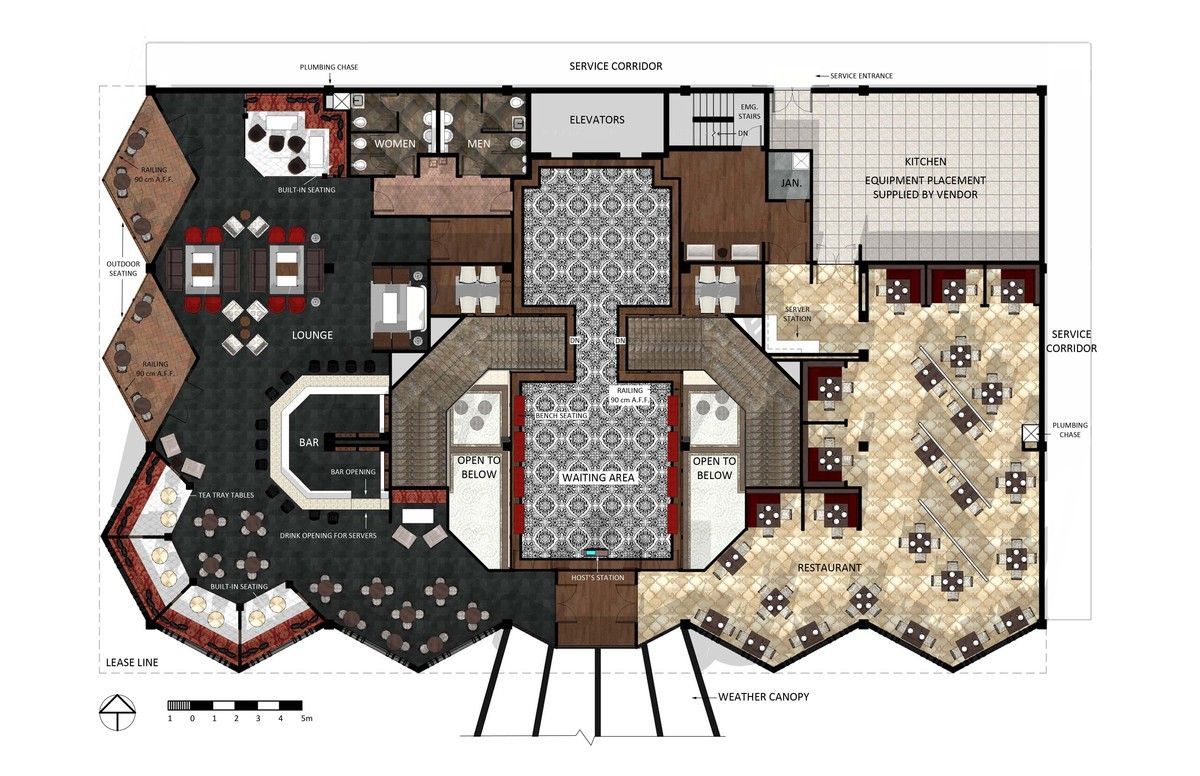 SERVICE CORRIDOR
PLUMBING CHASE
SERVICE ENTRANCE
ELEVATORS
EMG.
STAIRS
DN
WOMEN
MEN
KITCHEN
EQUIPMENT PLACEMENT
SUPPLIED BY VENDOR
JAN.
RAILING
90 cm A.F.F.
BUILT-IN SEATING
OUTDOOR
SEATING
LOUNGE
SERVER
STATION
SERVICE
CORRIDOR
DN
DN
RAILING
90 cm A.F.F.
RAILING
90 cm A.F.F.
BENCH SEATING
PLUMBING
CHASE
BAR
OPEN TO
BELOW
WAITING AREA
OPEN TO
BELOW
BAR OPENING
TEA TRAY TABLES
DRINK OPENING FOR SERVERS
HOST'S STATION
RESTAURANT
BUILT-IN SEATING
LEASE LINE
WEATHER CANOPY
1 0 1 2 3 4 5m